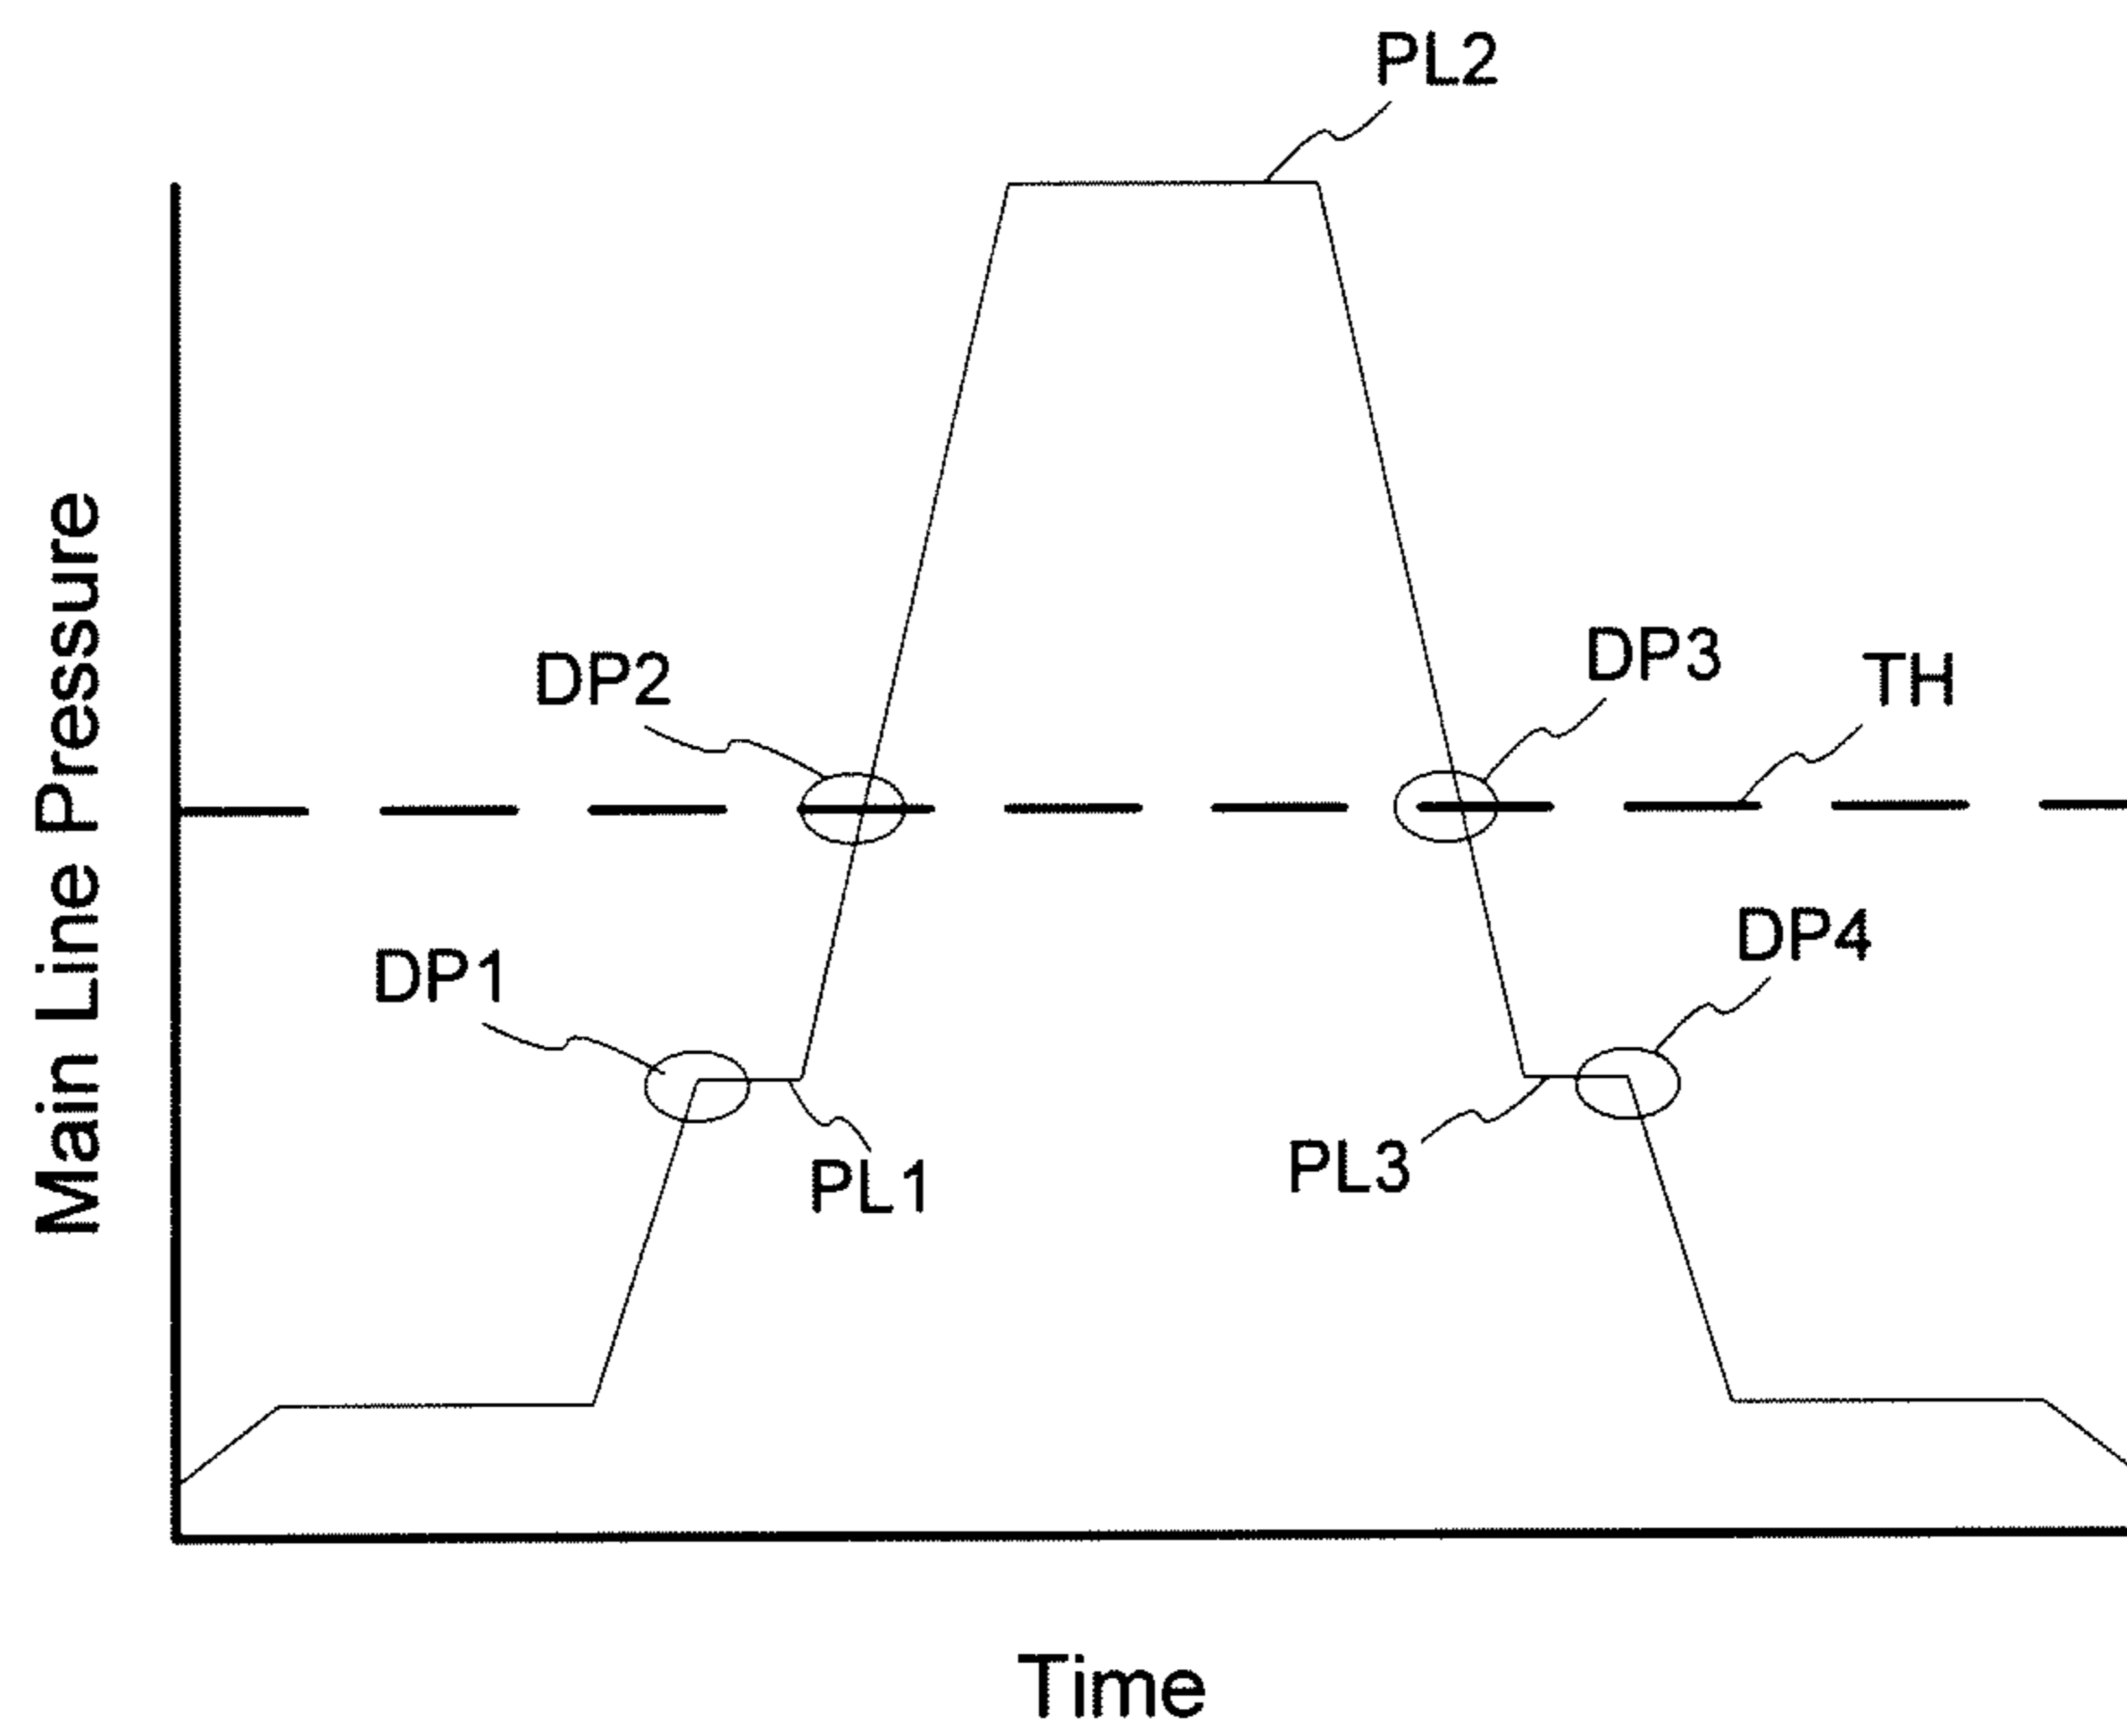 PL2
DP2
DP3
TH
DP1
DP4
PL1
PL3
Main Line Pressure
Time